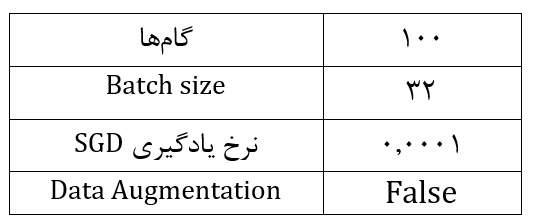 گام‌ها ۱۰۰
Batch size ۳۲
نرخ یادگیری SGD ۰,۰۰۰۱
Data Augmentation False